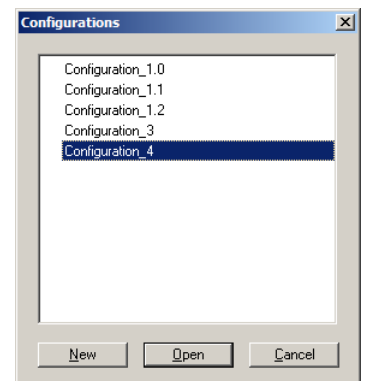 Configurations
Configuration_1.0
Configuration_1.1
Configuration_1.2
Configuration_3
Configuration_4
New Open Cancel